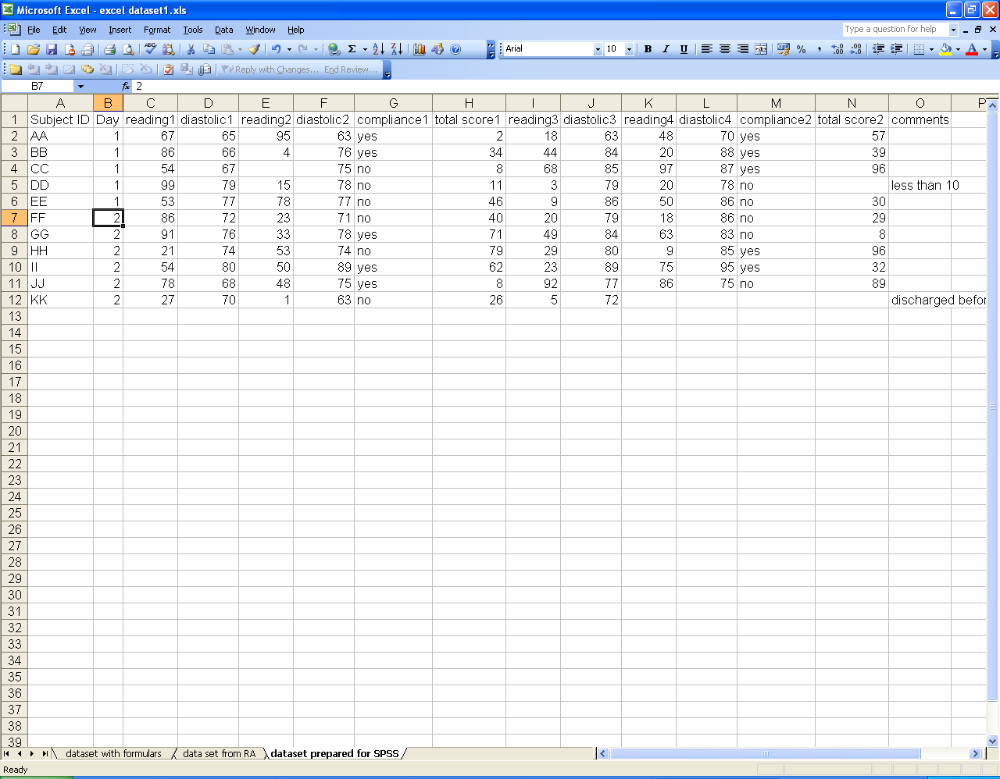 Microsoft Excel - excel dataset1.xls
File Edit View Insert Format Tools Data Window Help Type a question for help
Arial 10 B I U
Reply with Changes... End Review...
B7 fx 2
A B C D E F G H I J K L M N O P
1 Subject ID Day reading1 diastolic1 reading2 diastolic2 compliance1 total score1 reading3 diastolic3 reading4 diastolic4 compliance2 total score2 comments
2 AA 1 67 65 95 63 yes 2 18 63 48 70 yes 57
3 BB 1 86 66 4 76 yes 34 44 84 20 88 yes 39
4 CC 1 54 67 75 no 8 68 85 97 87 yes 96
5 DD 1 99 79 15 78 no 11 3 79 20 78 no less than 10
6 EE 1 53 77 78 77 no 46 9 86 50 86 no 30
7 FF 2 86 72 23 71 no 40 20 79 18 86 no 29
8 GG 2 91 76 33 78 yes 71 49 84 63 83 no 8
9 HH 2 21 74 53 74 no 79 29 80 9 85 yes 96
10 II 2 54 80 50 89 yes 62 23 89 75 95 yes 32
11 JJ 2 78 68 48 75 yes 8 92 77 86 75 no 89
12 KK 2 27 70 1 63 no 26 5 72 discharged befor
13
14
15
16
17
18
19
20
21
22
23
24
25
26
27
28
29
30
31
32
33
34
35
36
37
38
39
dataset with formulars data set from RA dataset prepared for SPSS
Ready